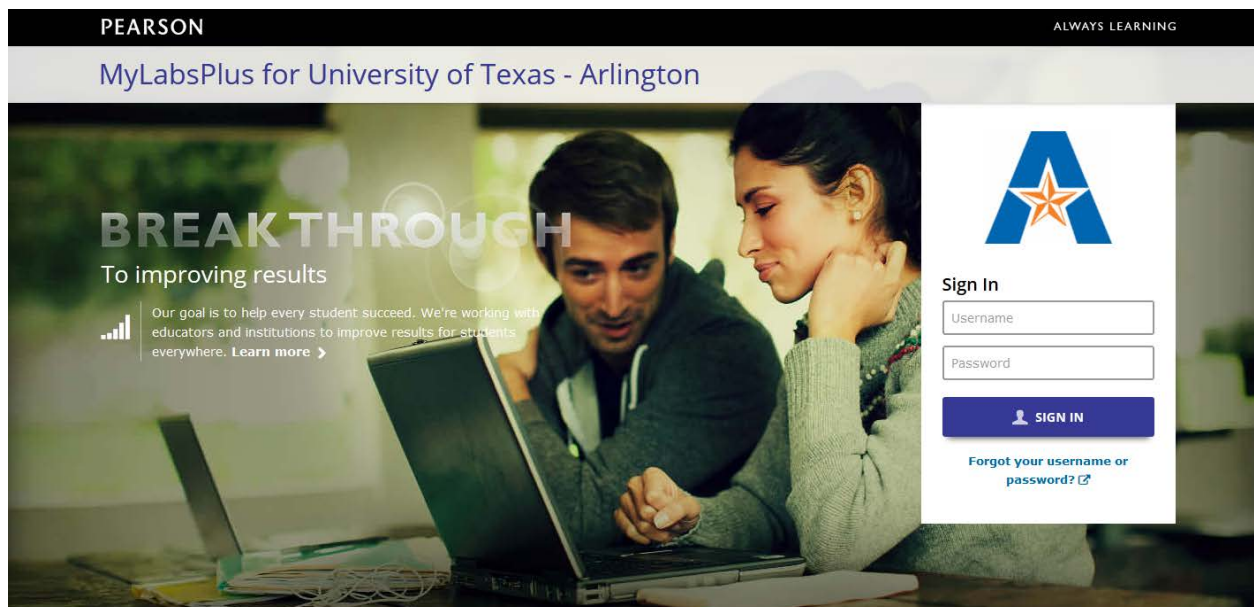 PEARSON
ALWAYS LEARNING
MyLabsPlus for University of Texas - Arlington
BREAKTHROUGH
To improving results
Our goal is to help every student succeed. We're working with
educators and institutions to improve results for students
everywhere. Learn more
A
Sign In
Username
Password
SIGN IN
Forgot your username or
password?